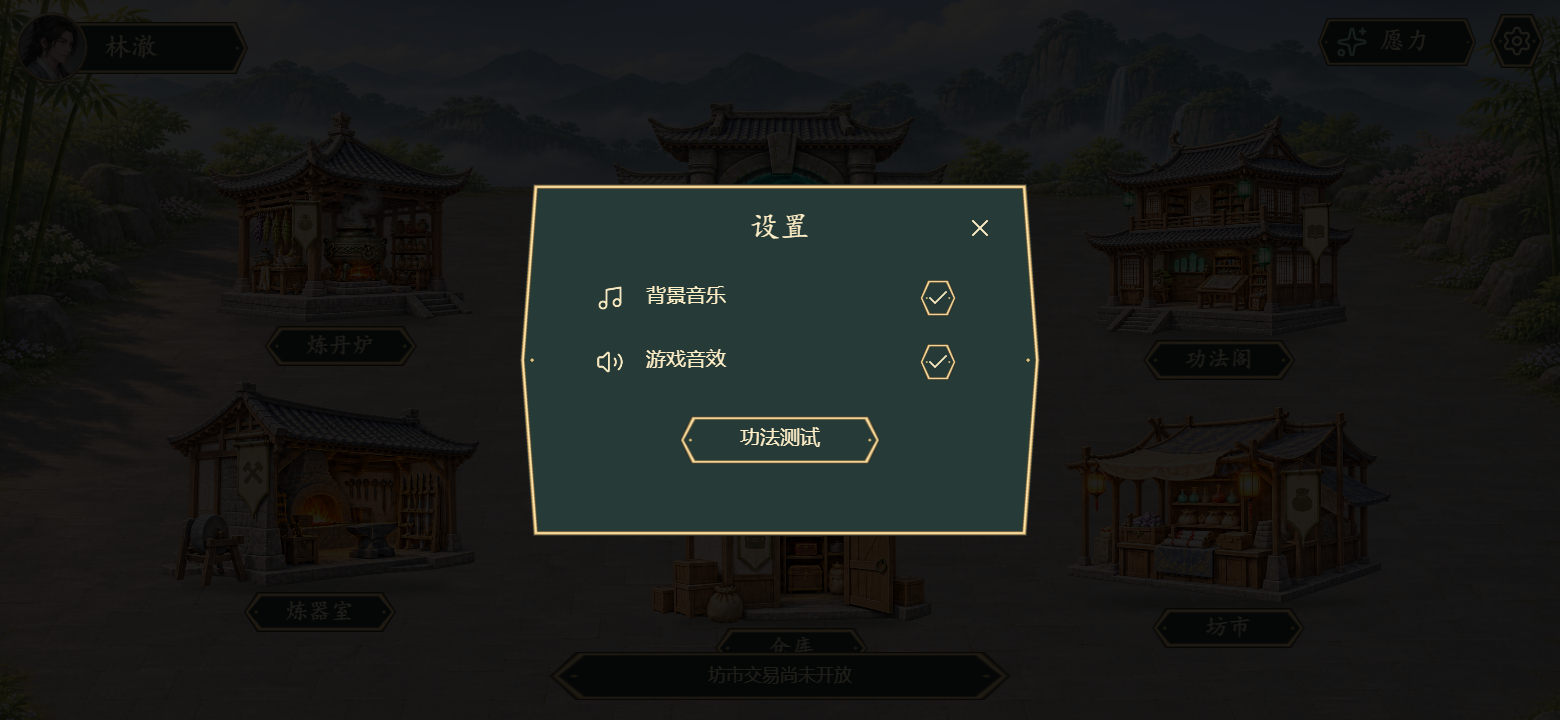 林澈
愿力
设置
背景音乐
游戏音效
功法测试
炼丹炉
功法阁
炼器室
坊市
仓库
坊市交易尚未开放